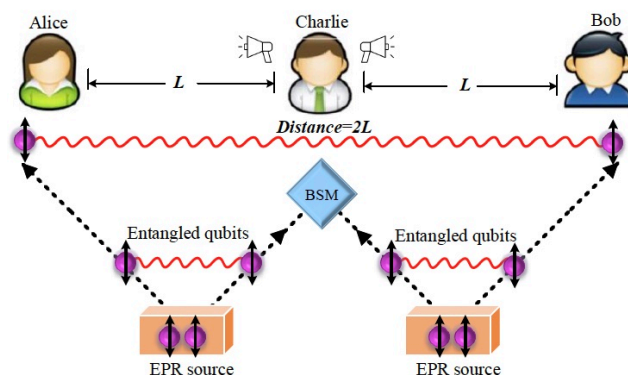 Alice
Charlie
Bob
L
L
Distance=2L
BSM
Entangled qubits
Entangled qubits
EPR source
EPR source